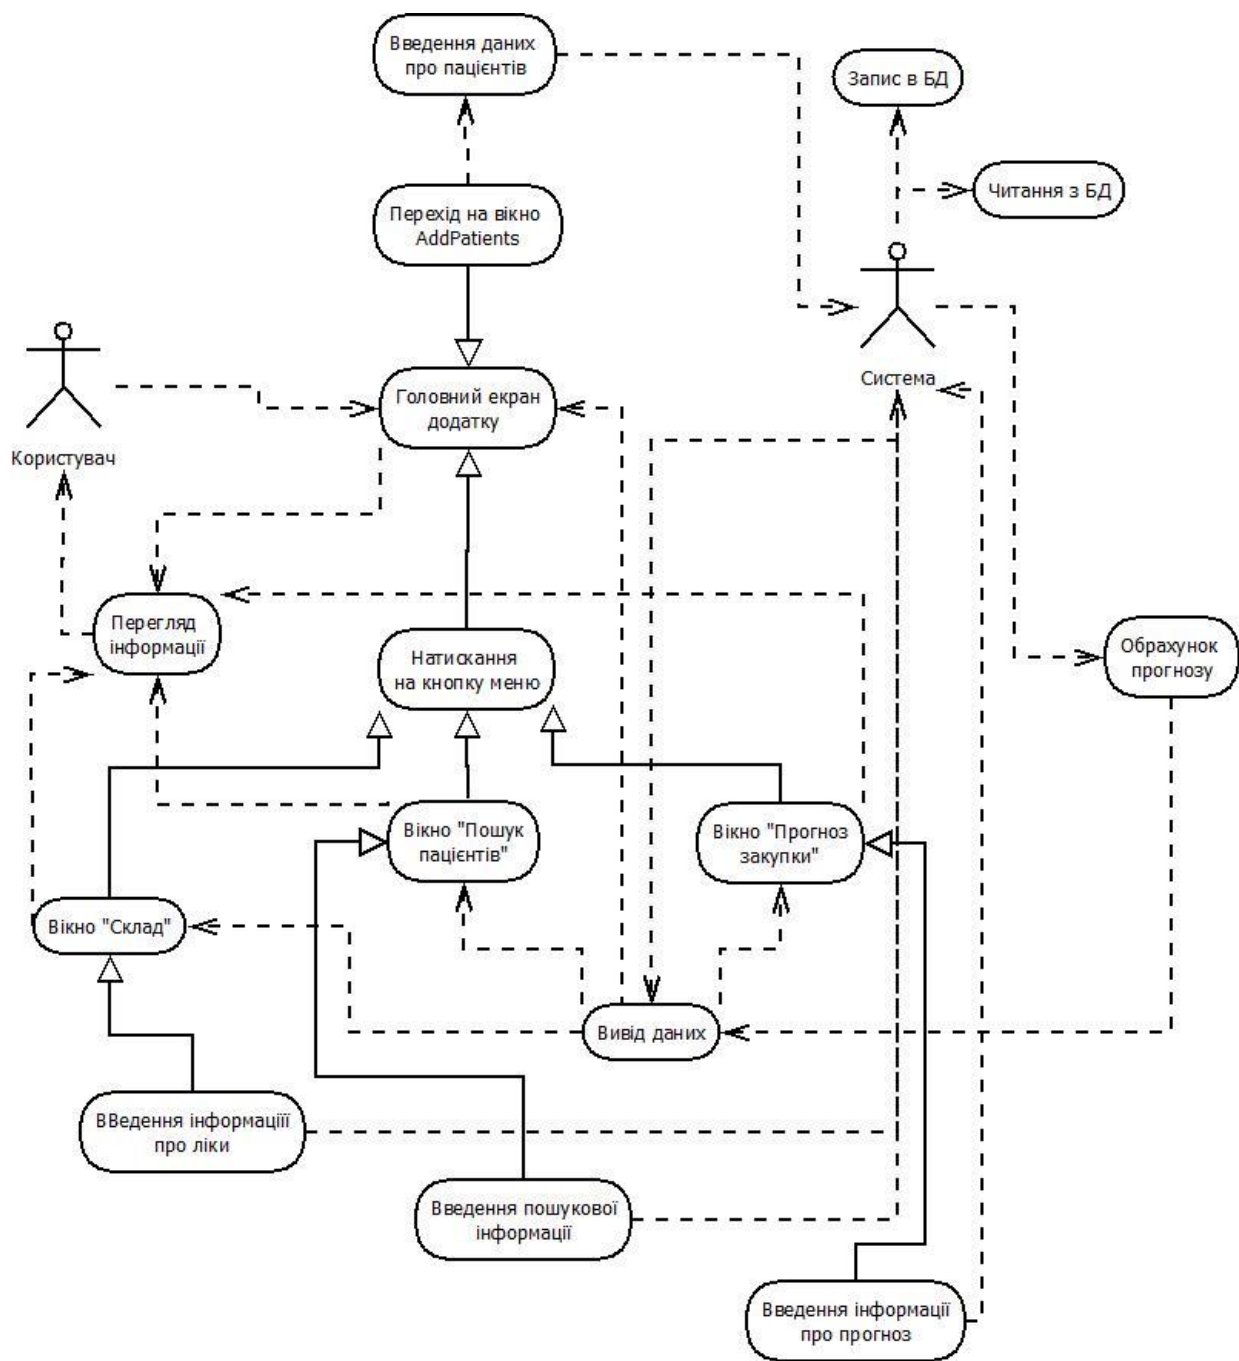 Введення даних
про пацієнтів
Запис в БД
Читання з БД
Перехід на вікно
AddPatients
Система
Головний екран
додатку
Користувач
Перегляд
інформації
Натискання
на кнопку меню
Обрахунок
прогнозу
Вікно "Пошук
пацієнтів"
Вікно "Прогноз
закупки"
Вікно "Склад"
Вивід даних
ВВедення інформаціїї
про ліки
Введення пошукової
інформації
Введення інформації
про прогноз